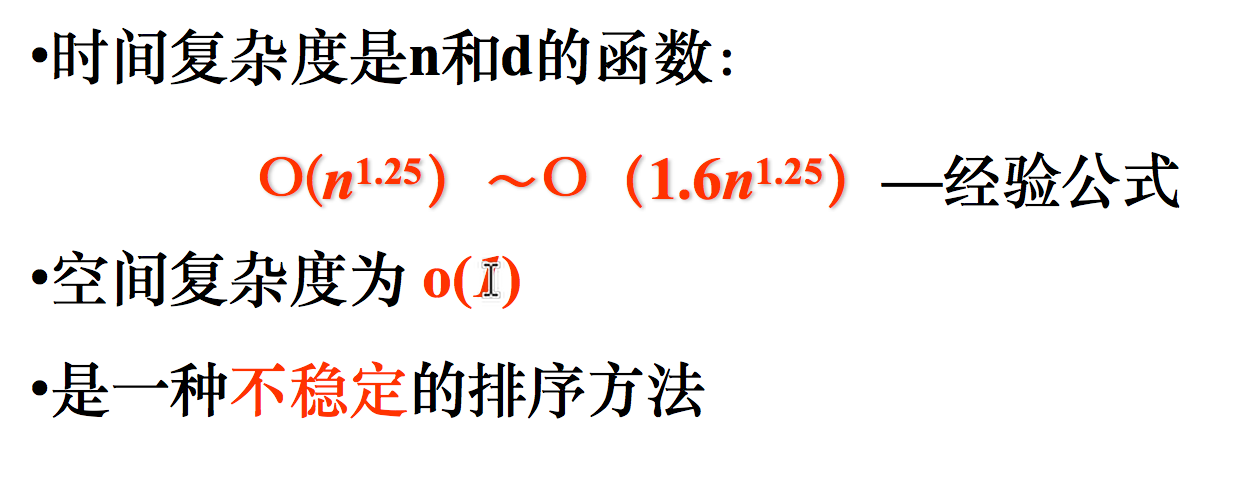 •时间复杂度是n和d的函数：
O(n^1.25) ～O（1.6n^1.25）—经验公式
•空间复杂度为 o(1)
•是一种不稳定的排序方法